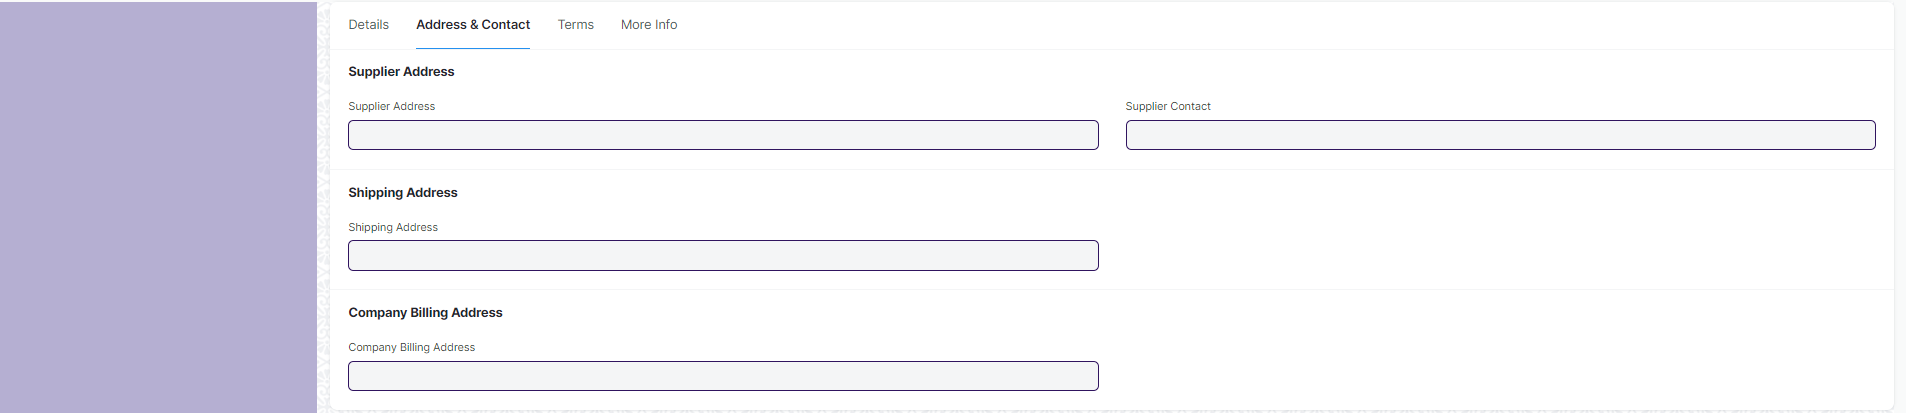 Details Address & Contact Terms More Info
Supplier Address
Supplier Address Supplier Contact
Shipping Address
Shipping Address
Company Billing Address
Company Billing Address